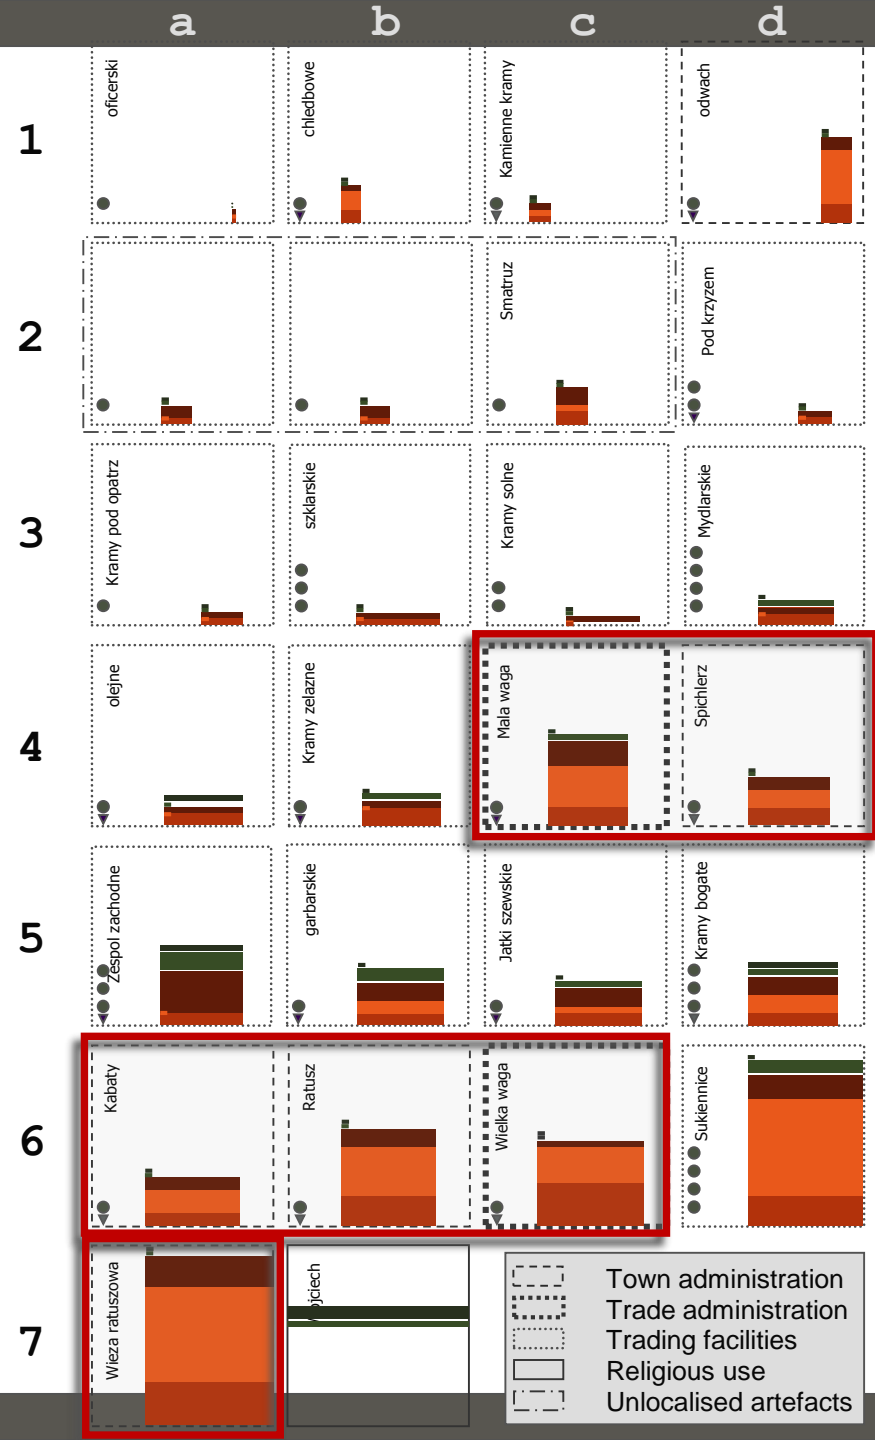 a b c d
1
oficerski
chledbowe
Kamienne kramy
odwach
2
Smatruz
Pod krzyzem
3
Kramy pod opatrz
szklarskie
Kramy solne
Mydlarskie
4
olejne
Kramy zelazne
Mala waga
Spichlerz
5
Zespol zachodne
garbarskie
Jatki szewskie
Kramy bogate
6
Kabaty
Ratusz
Wielka waga
Sukiennice
7
Wieza ratuszowa
Town administration
Trade administration
Trading facilities
Religious use
Unlocalised artefacts